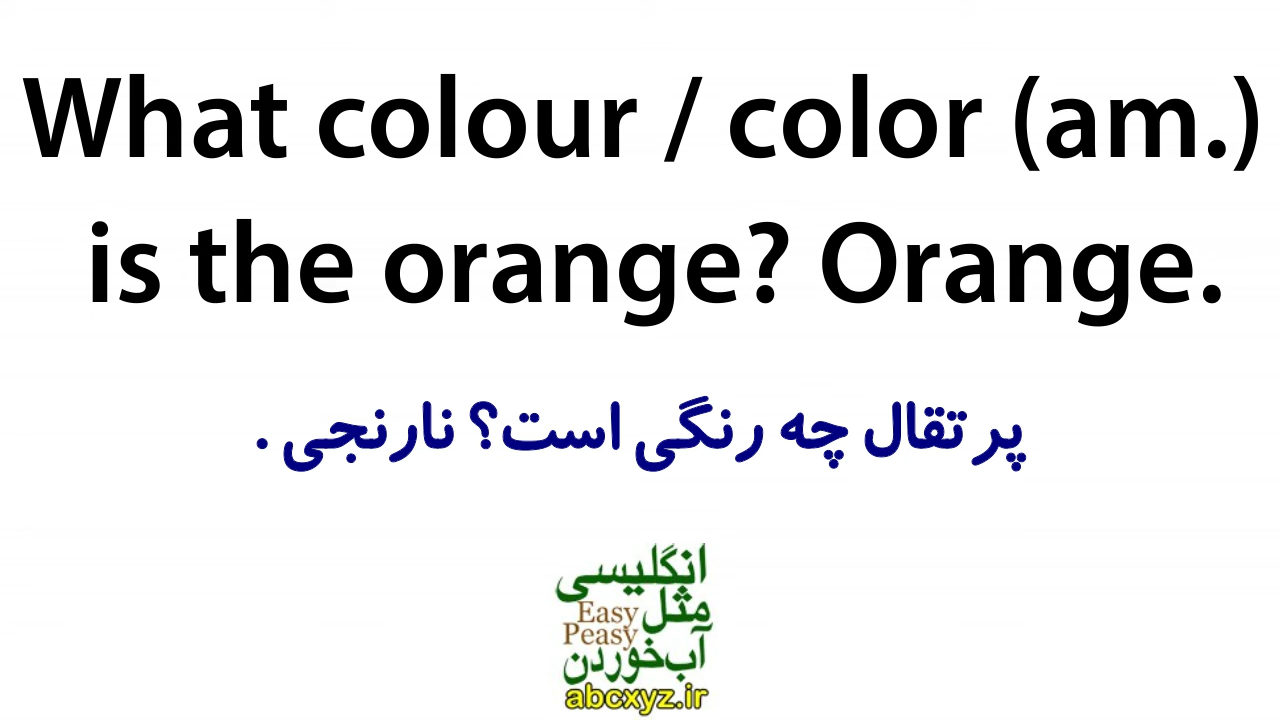 What colour / color (am.)
is the orange? Orange.
پرتقال چه رنگی است؟ نارنجی .
انگلیسی
مثل
Easy
Peasy
آب‌خوردن
abcxyz.ir